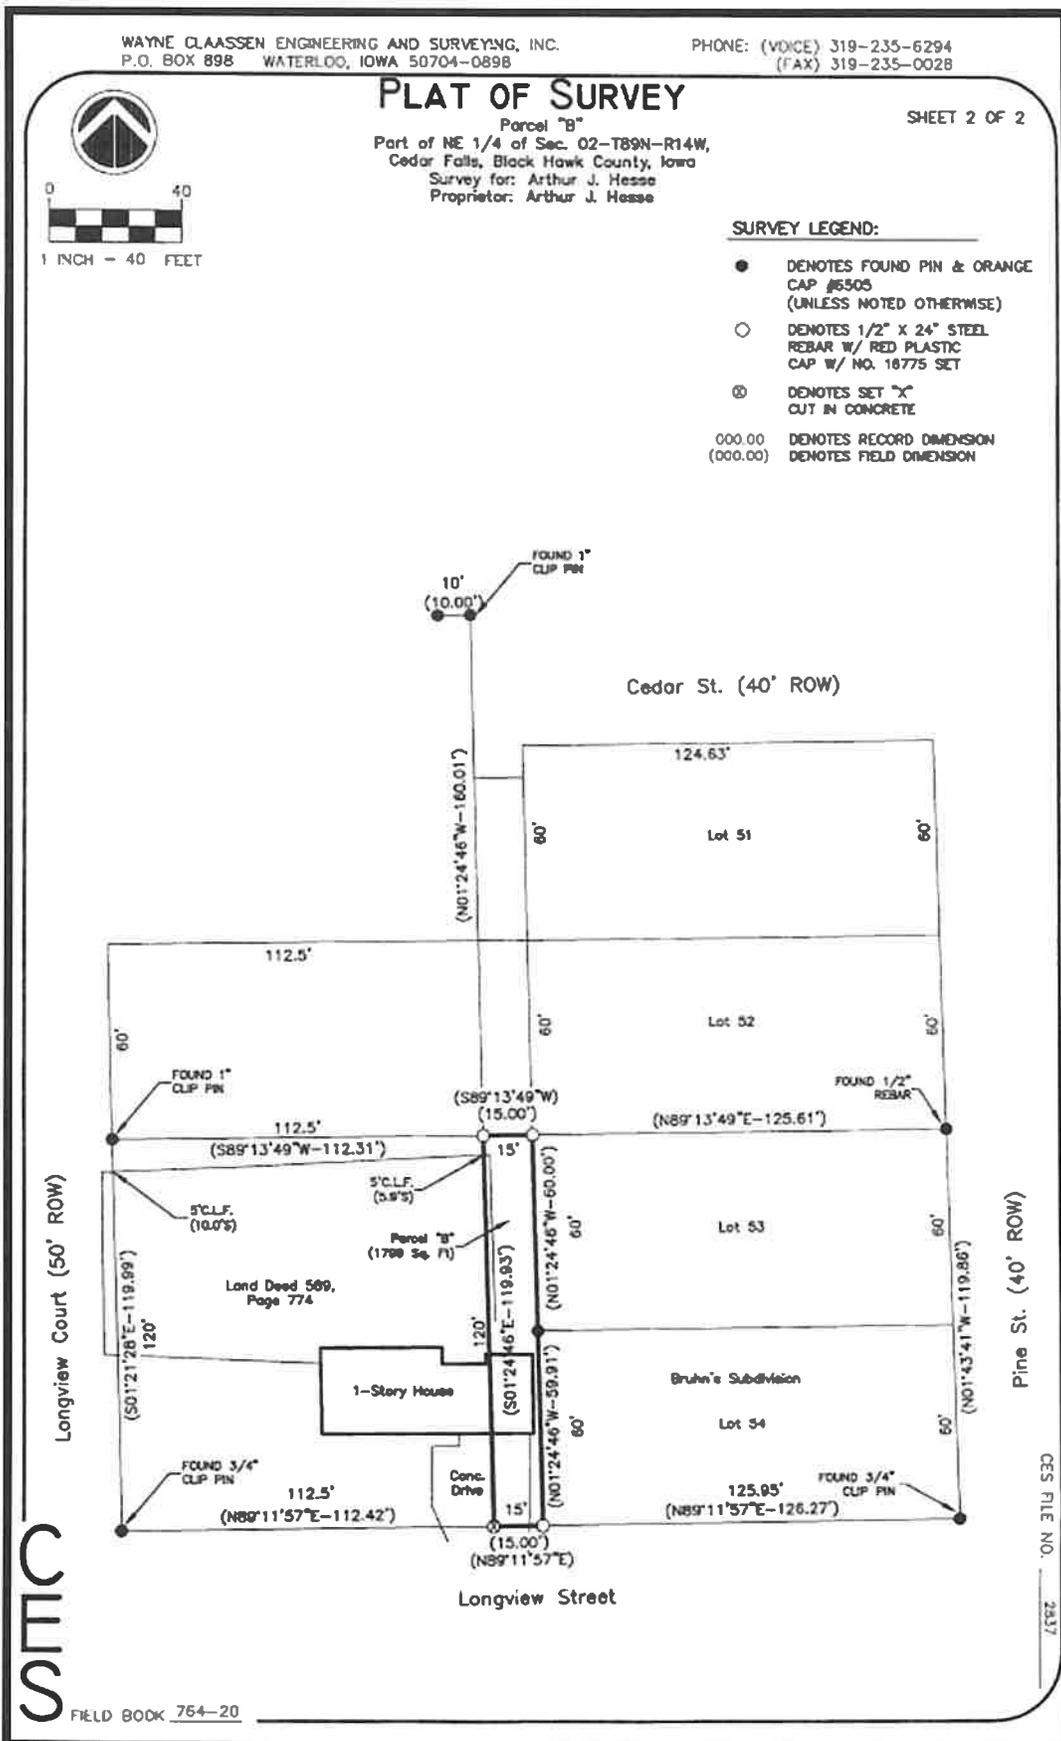 WAYNE CLAASSEN ENGINEERING AND SURVEYING, INC.
P.O. BOX 898 WATERLOO, IOWA 50704-0898
PHONE: (VOICE) 319-235-6294
(FAX) 319-235-0028
PLAT OF SURVEY
Parcel "B"
Part of NE 1/4 of Sec. 02-T89N-R14W,
Cedar Falls, Black Hawk County, Iowa
Survey for: Arthur J. Hesse
Proprietor: Arthur J. Hesse
SHEET 2 OF 2
0 40
1 INCH - 40 FEET
SURVEY LEGEND:
DENOTES FOUND PIN & ORANGE
CAP #6505
(UNLESS NOTED OTHERWISE)
DENOTES 1/2" X 24" STEEL
REBAR W/ RED PLASTIC
CAP W/ NO. 16775 SET
DENOTES SET "X"
CUT IN CONCRETE
000.00 DENOTES RECORD DIMENSION
(000.00) DENOTES FIELD DIMENSION
FOUND 1"
CLIP PIN
10'
(10.00')
Cedar St. (40' ROW)
124.63'
(N01°24'46"W-160.01')
60'
Lot 51
60'
112.5'
60'
60'
Lot 52
60'
FOUND 1"
CLIP PIN
(S89°13'49"W)
(15.00')
FOUND 1/2"
REBAR
112.5'
(S89°13'49"W-112.31')
15'
(N89°13'49"E-125.61')
5'C.L.F.
(10.0'S)
5'C.L.F.
(5.9'S)
Parcel "B"
(1799 Sq. Ft)
(N01°24'46"W-60.00')
60'
Lot 53
60'
Longview Court (50' ROW)
(S01°21'28"E-119.99')
120'
Land Deed 569,
Page 774
120'
(S01°24'46"E-119.93')
(N01°43'41"W-119.86')
Pine St. (40' ROW)
1-Story House
Bruhn's Subdivision
Lot 54
(N01°24'46"W-59.91')
60'
60'
FOUND 3/4"
CLIP PIN
Conc.
Drive
FOUND 3/4"
CLIP PIN
112.5'
(N89°11'57"E-112.42')
15'
(15.00')
(N89°11'57"E)
125.95'
(N89°11'57"E-126.27')
Longview Street
CES FILE NO. 2837
CES
FIELD BOOK 764-20